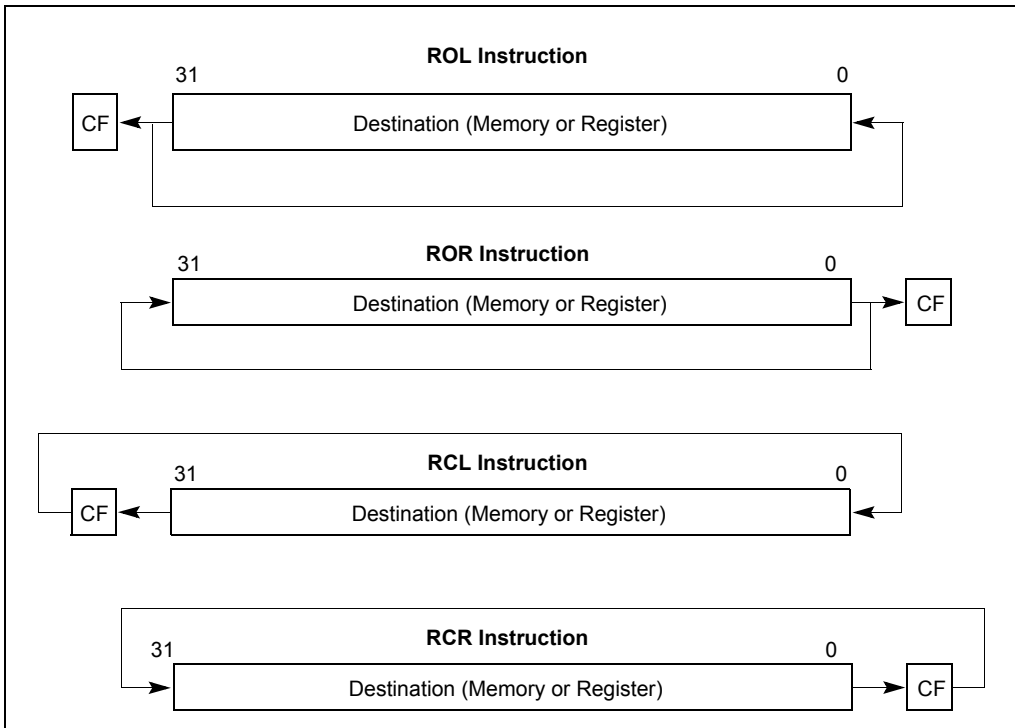 ROL Instruction
31 0
CF Destination (Memory or Register)
ROR Instruction
31 0
Destination (Memory or Register) CF
RCL Instruction
31 0
CF Destination (Memory or Register)
RCR Instruction
31 0
Destination (Memory or Register) CF